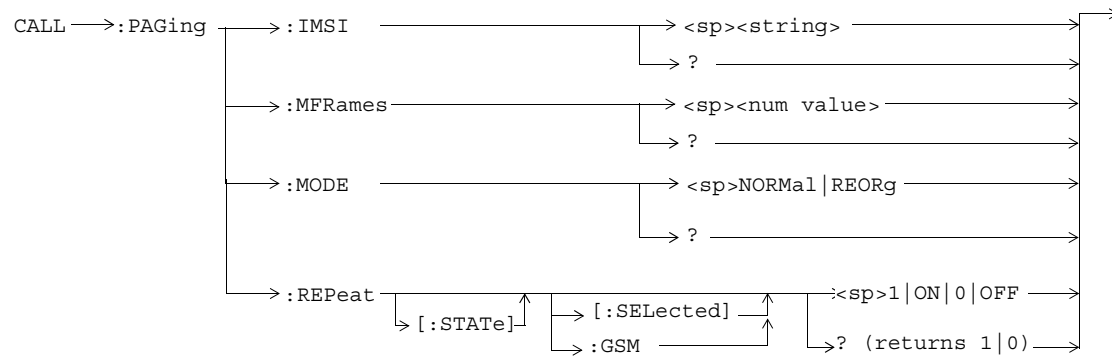 CALL :PAGing :IMSI <sp><string>
?
:MFRames <sp><num value>
?
:MODE <sp>NORMal|REORg
?
:REPeat <sp>1|ON|0|OFF
[:STATe] [:SELected]
:GSM ? (returns 1|0)